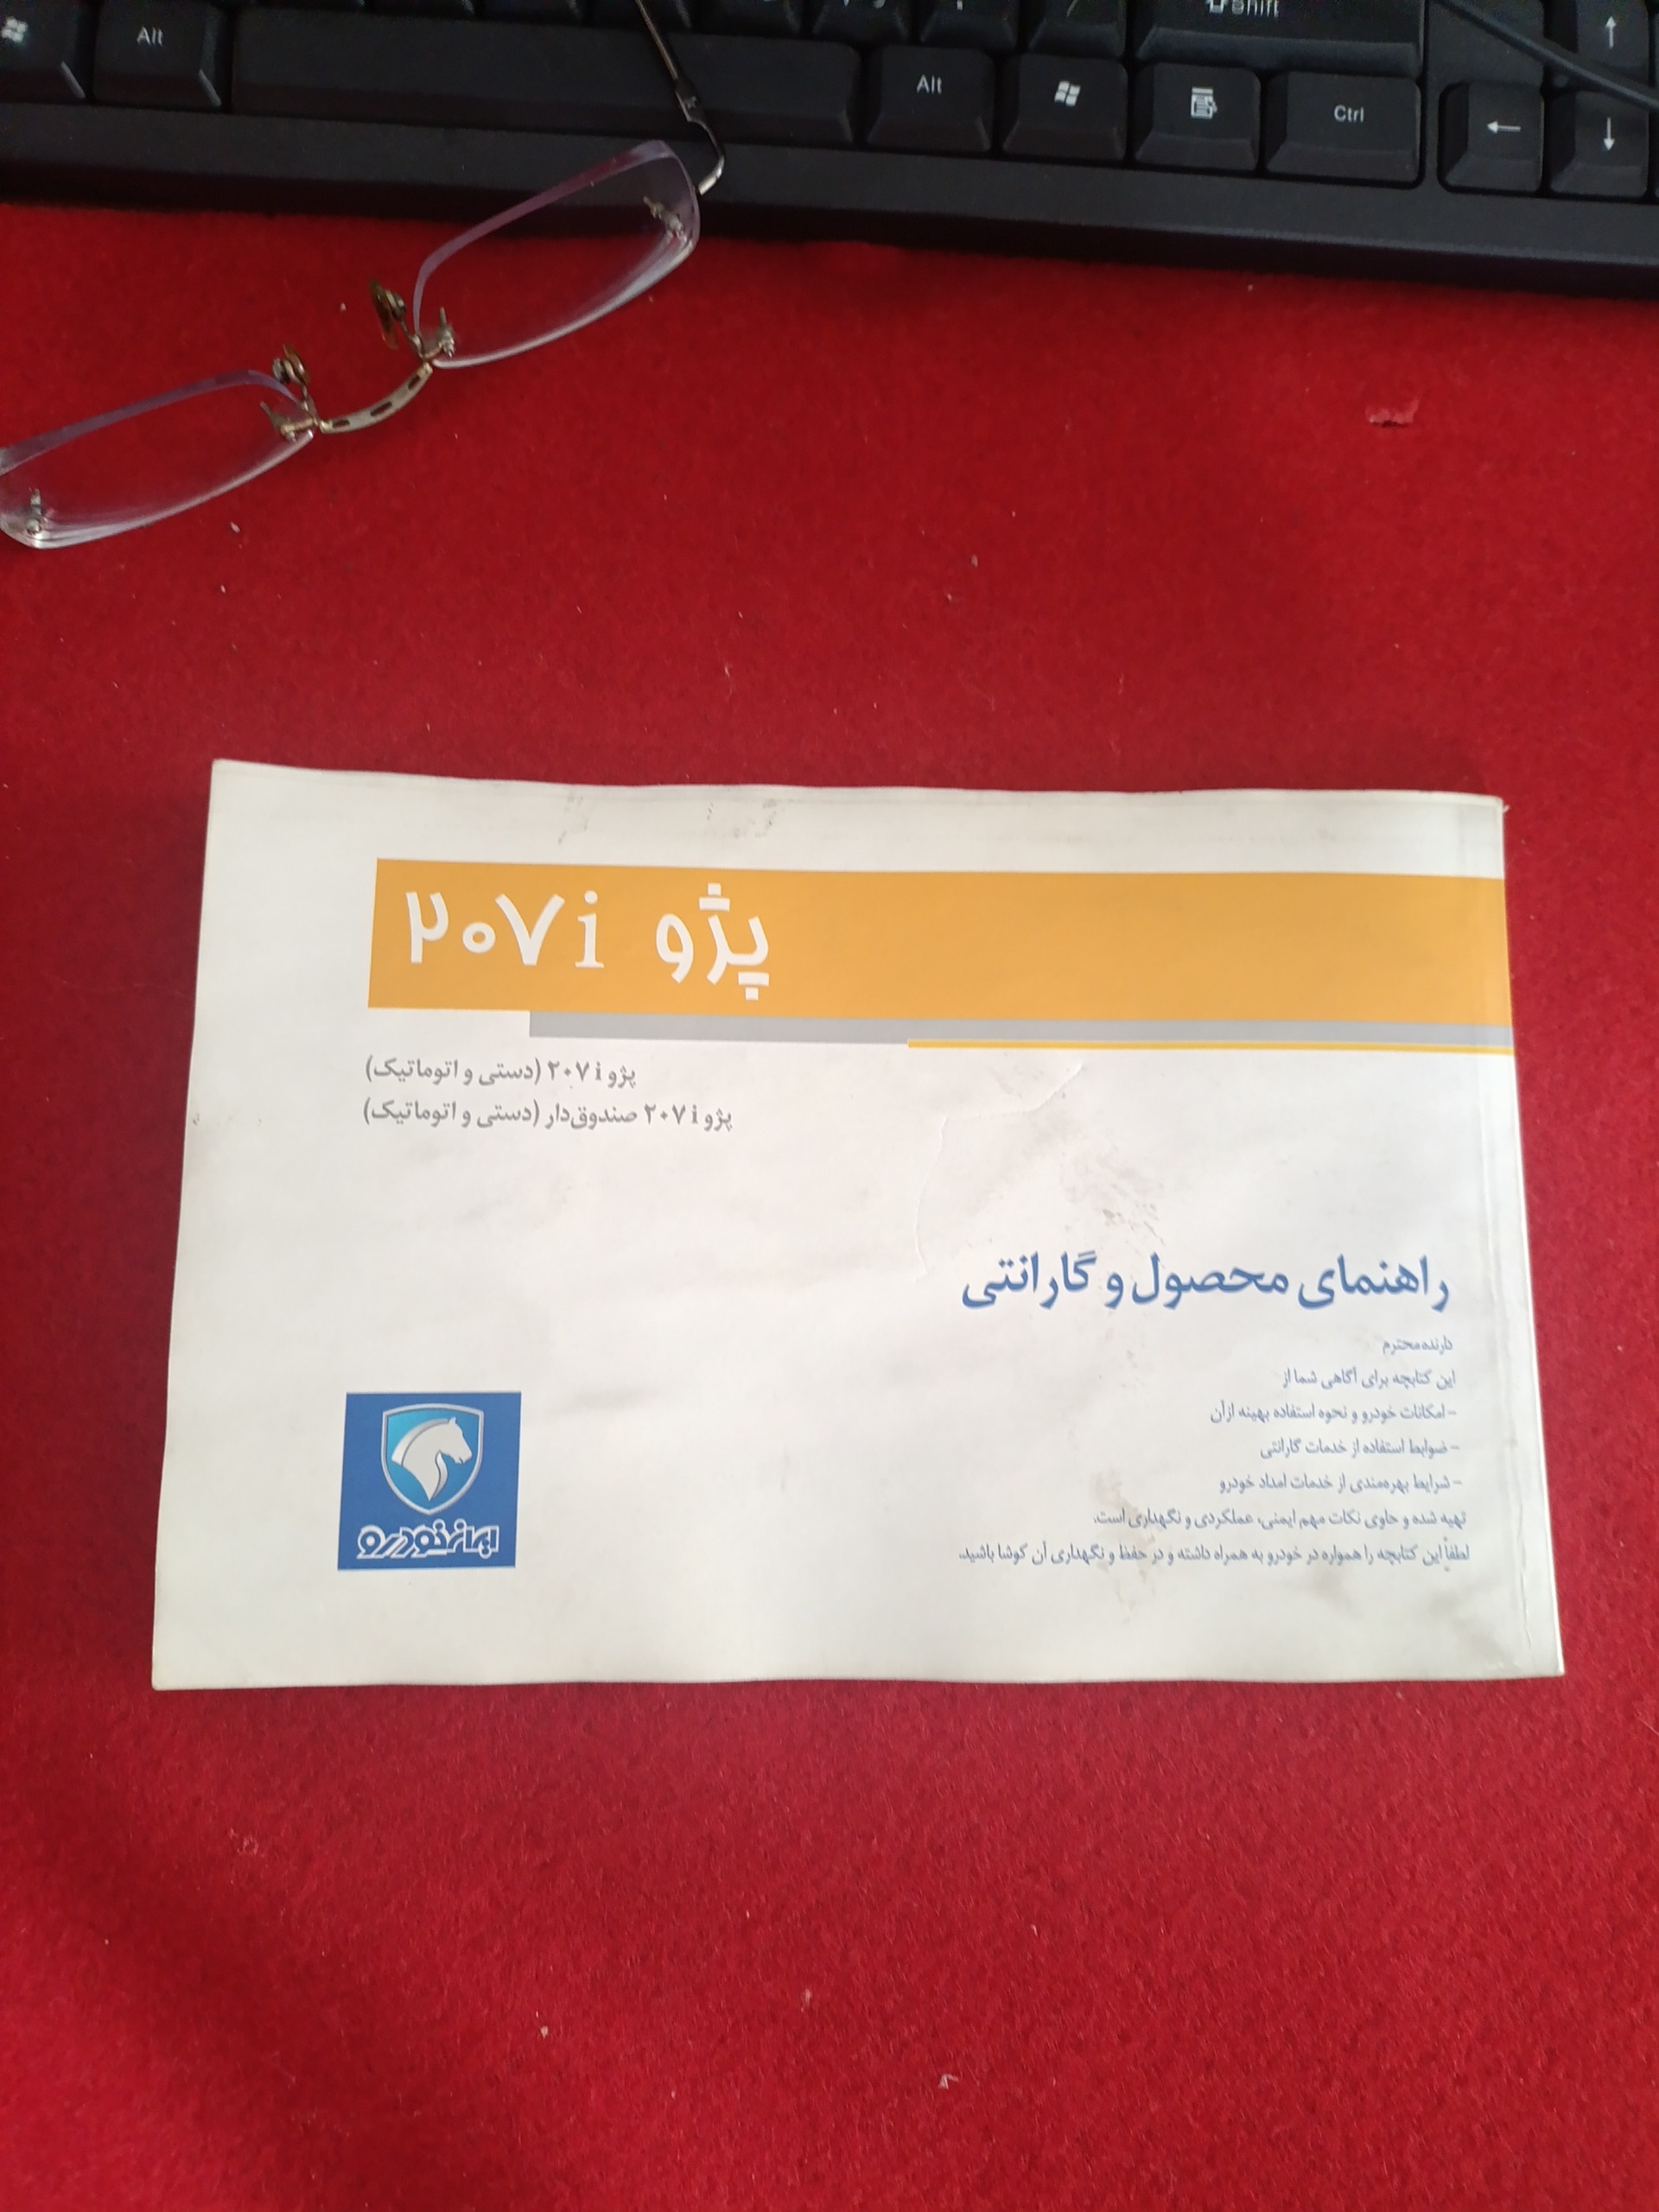 Shift
Alt
Alt
Ctrl
پژو ۲۰۷i
پژو ۲۰۷i (دستی و اتوماتیک)
پژو ۲۰۷i صندوق‌دار (دستی و اتوماتیک)
راهنمای محصول و گارانتی
دارنده محترم
این کتابچه برای آگاهی شما از
- امکانات خودرو و نحوه استفاده بهینه از آن
- ضوابط استفاده از خدمات گارانتی
- شرایط بهره‌مندی از خدمات امداد خودرو
تهیه شده و حاوی نکات مهم ایمنی، عملکردی و نگهداری است.
لطفاً این کتابچه را همواره در خودرو به همراه داشته و در حفظ و نگهداری آن کوشا باشید.
ایران‌خودرو